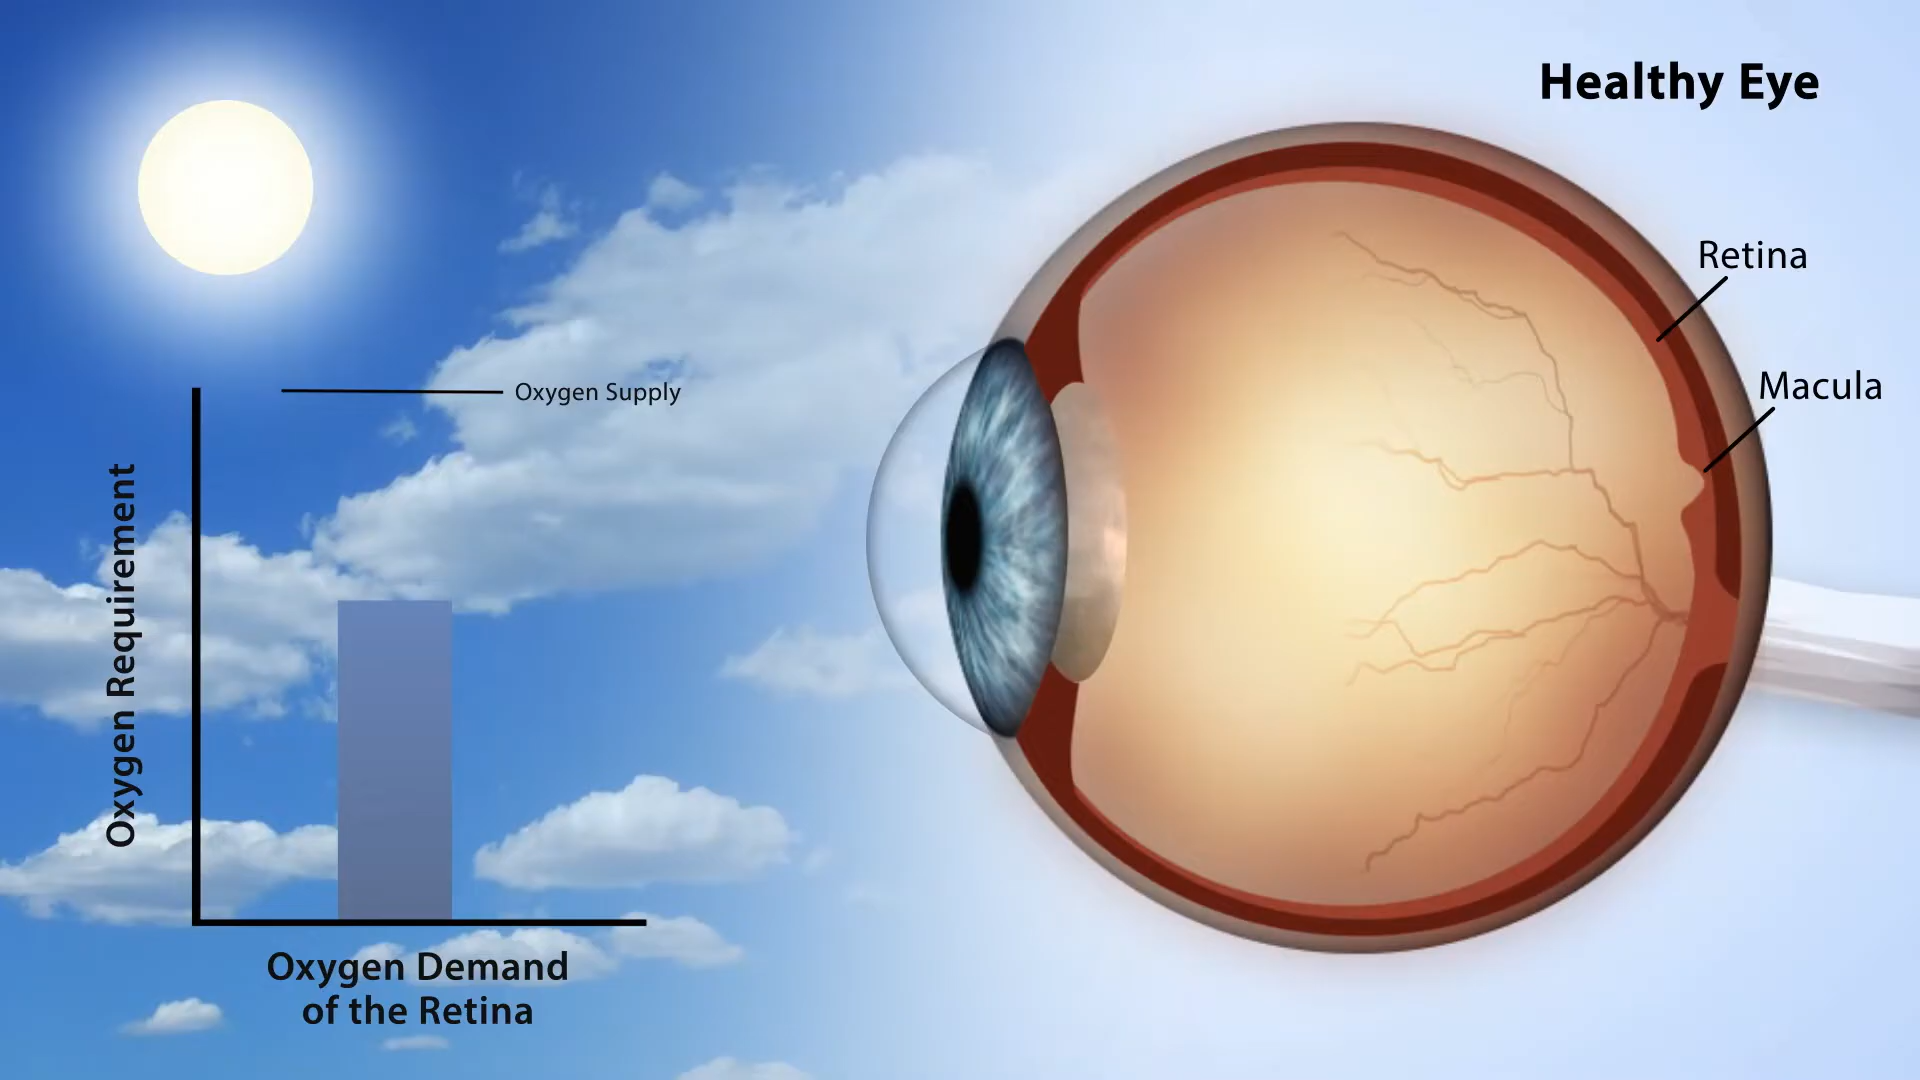 Healthy Eye
Retina
Macula
Oxygen Supply
Oxygen Requirement
Oxygen Demand
of the Retina